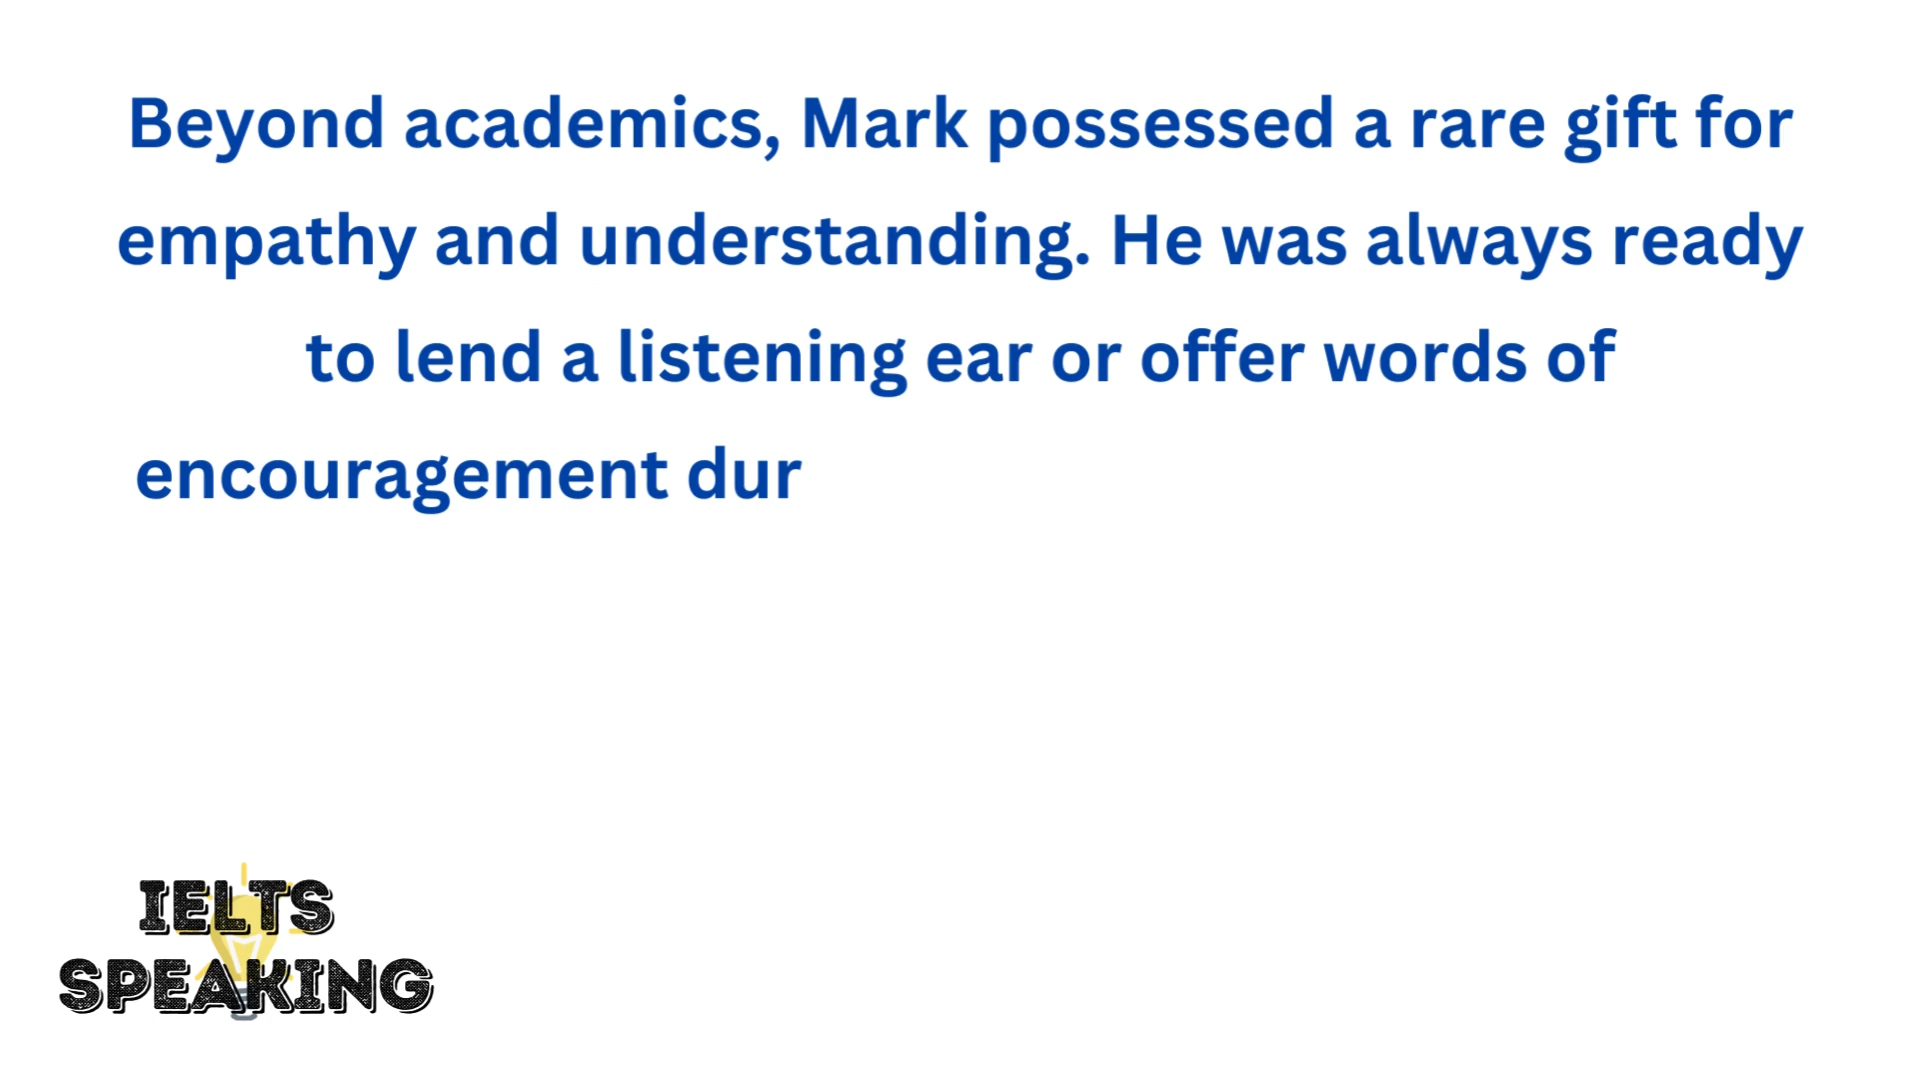 Beyond academics, Mark possessed a rare gift for
empathy and understanding. He was always ready
to lend a listening ear or offer words of
encouragement dur
IELTS
SPEAKING